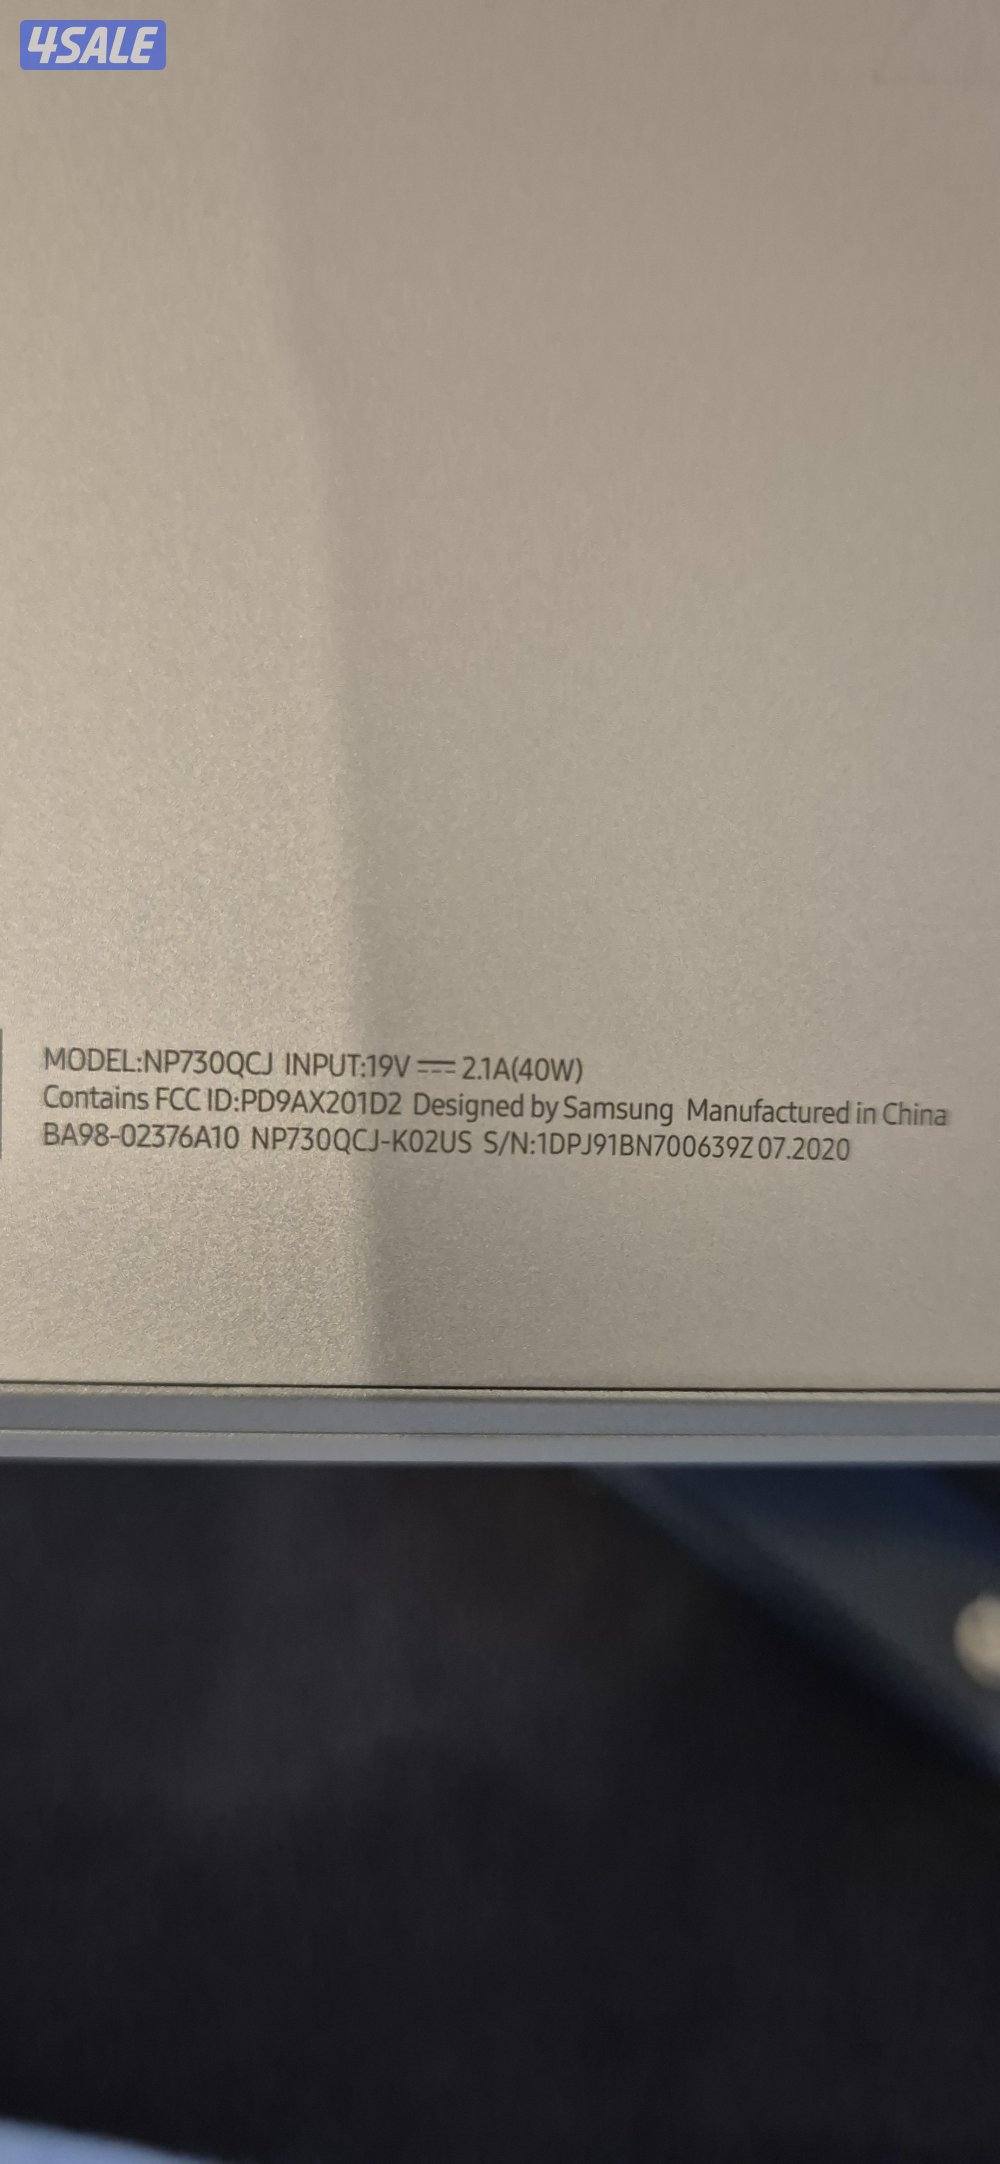 4SALE
MODEL:NP730QCJ INPUT:19V ⎓ 2.1A(40W)
Contains FCC ID:PD9AX201D2 Designed by Samsung Manufactured in China
BA98-02376A10 NP730QCJ-K02US S/N:1DPJ91BN700639Z 07.2020